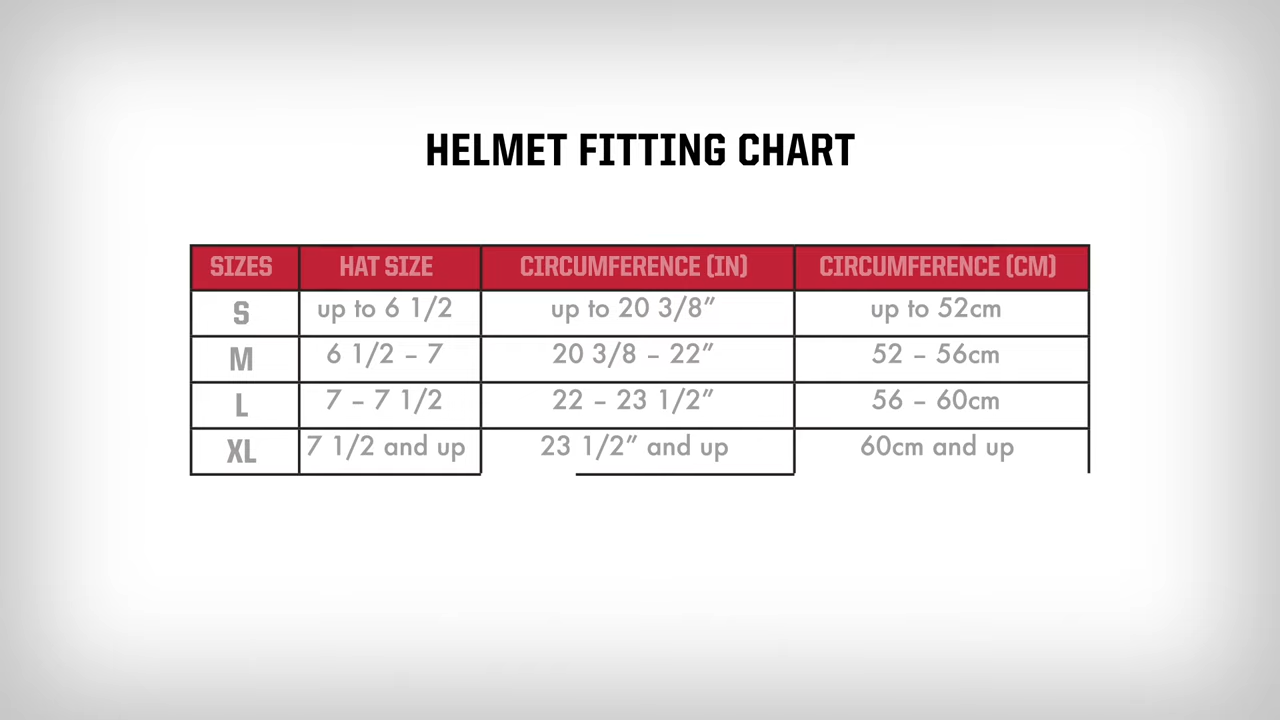 HELMET FITTING CHART
SIZES HAT SIZE CIRCUMFERENCE (IN) CIRCUMFERENCE (CM)
S up to 6 1/2 up to 20 3/8” up to 52cm
M 6 1/2 – 7 20 3/8 – 22” 52 – 56cm
L 7 – 7 1/2 22 – 23 1/2” 56 – 60cm
XL 7 1/2 and up 23 1/2” and up 60cm and up